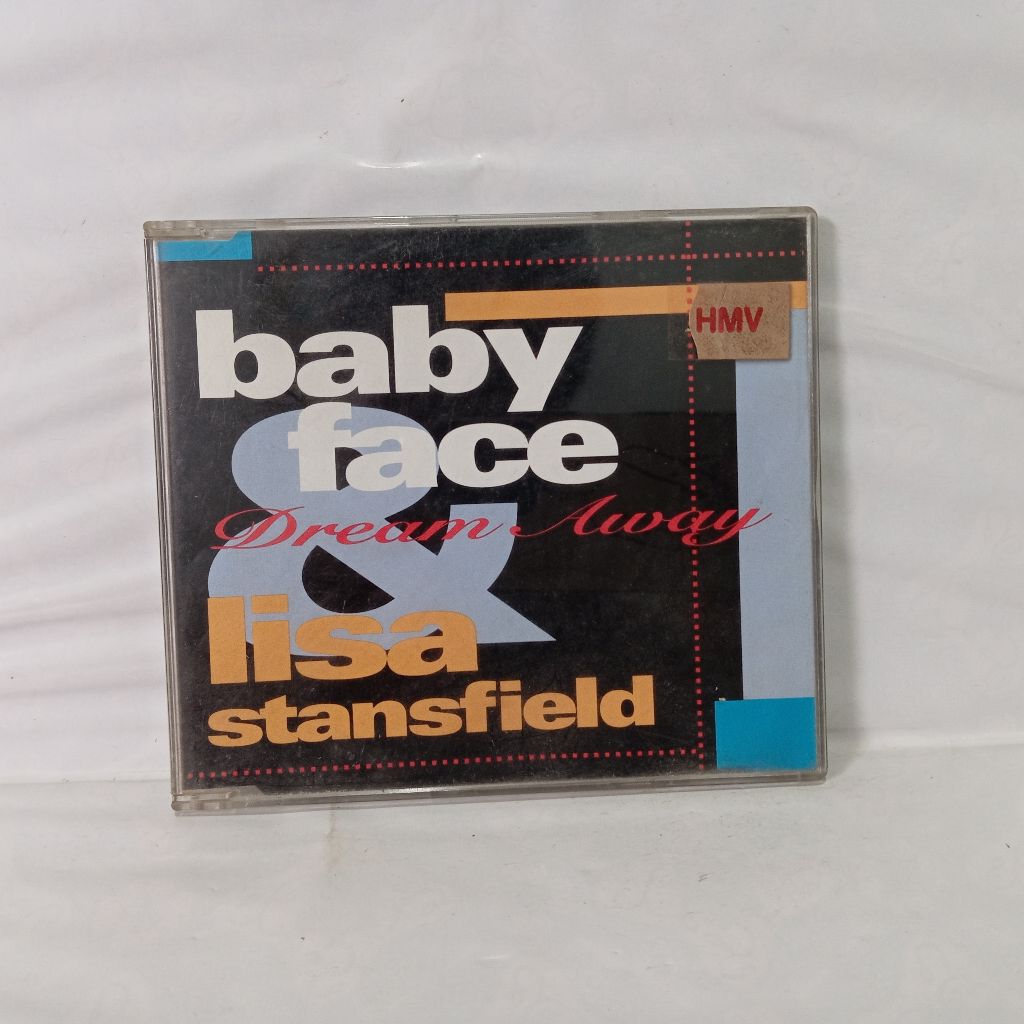 HMV
baby
face
&
Dream Away
lisa
stansfield